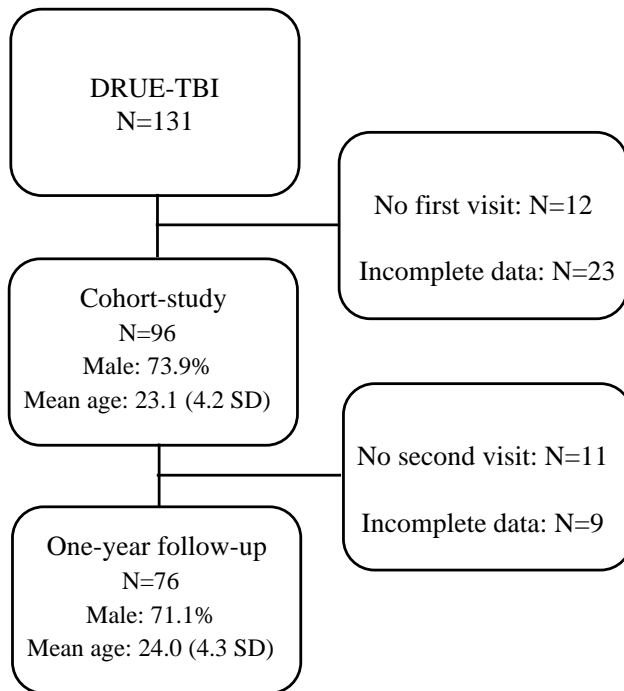 DRUE-TBI
N=131
No first visit: N=12
Incomplete data: N=23
Cohort-study
N=96
Male: 73.9%
Mean age: 23.1 (4.2 SD)
No second visit: N=11
Incomplete data: N=9
One-year follow-up
N=76
Male: 71.1%
Mean age: 24.0 (4.3 SD)